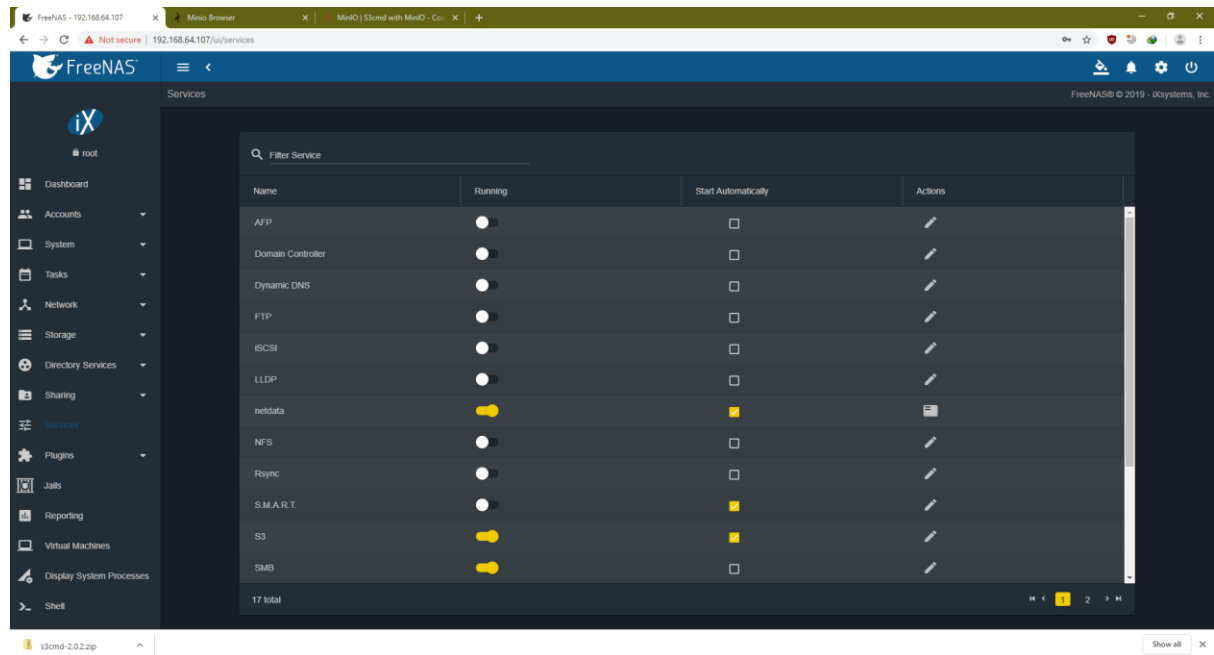 FreeNAS - 192.168.64.107 Minio Browser MinIO | S3cmd with MinIO - Coo
Not secure 192.168.64.107/ui/services
FreeNAS®
Services FreeNAS® © 2019 - iXsystems, Inc.
iX
root
Filter Service
Name Running Start Automatically Actions
Dashboard
Accounts
System
Tasks
Network
Storage
Directory Services
Sharing
Services
Plugins
Jails
Reporting
Virtual Machines
Display System Processes
Shell
AFP
Domain Controller
Dynamic DNS
FTP
iSCSI
LLDP
netdata
NFS
Rsync
S.M.A.R.T.
S3
SMB
17 total 1 2
s3cmd-2.0.2.zip Show all